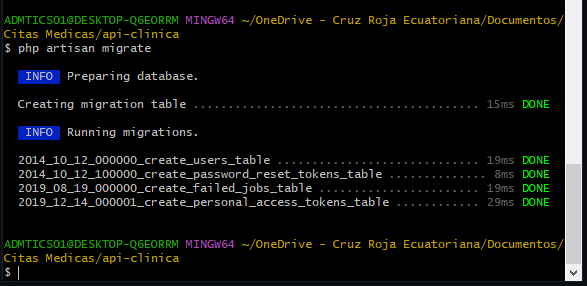 ADMTICS01@DESKTOP-Q6EORRM MINGW64 ~/OneDrive - Cruz Roja Ecuatoriana/Documentos/
Citas Medicas/api-clinica
$ php artisan migrate
INFO Preparing database.
Creating migration table ........................................ 15ms DONE
INFO Running migrations.
2014_10_12_000000_create_users_table ............................ 19ms DONE
2014_10_12_100000_create_password_reset_tokens_table ............. 8ms DONE
2019_08_19_000000_create_failed_jobs_table ...................... 19ms DONE
2019_12_14_000001_create_personal_access_tokens_table ........... 29ms DONE
ADMTICS01@DESKTOP-Q6EORRM MINGW64 ~/OneDrive - Cruz Roja Ecuatoriana/Documentos/
Citas Medicas/api-clinica
$